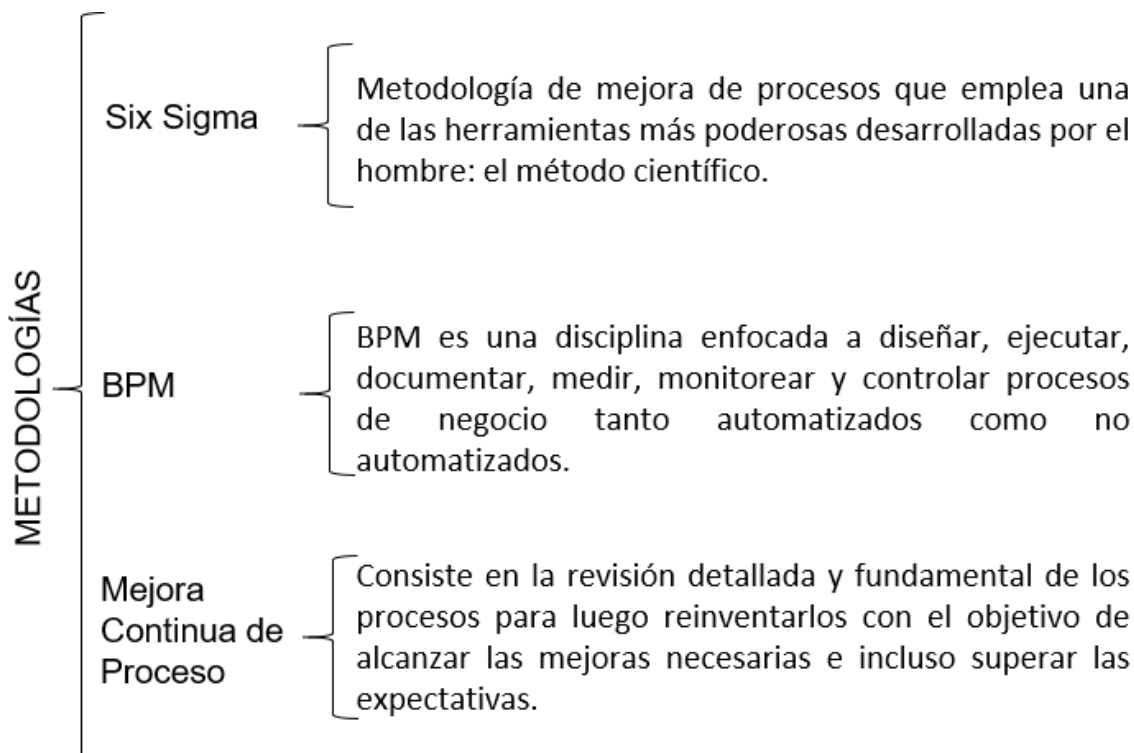 METODOLOGÍAS
Six Sigma
Metodología de mejora de procesos que emplea una
de las herramientas más poderosas desarrolladas por el
hombre: el método científico.
BPM
BPM es una disciplina enfocada a diseñar, ejecutar,
documentar, medir, monitorear y controlar procesos
de negocio tanto automatizados como no
automatizados.
Mejora
Continua de
Proceso
Consiste en la revisión detallada y fundamental de los
procesos para luego reinventarlos con el objetivo de
alcanzar las mejoras necesarias e incluso superar las
expectativas.